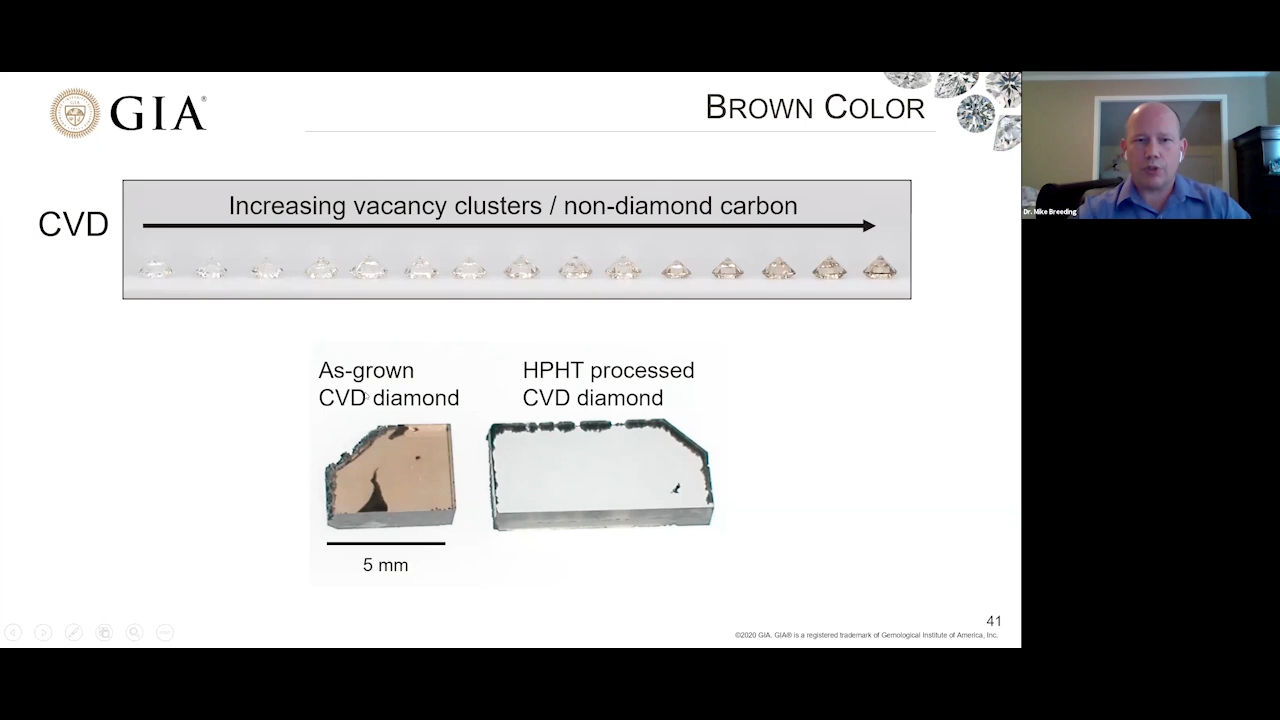 GIA®
BROWN COLOR
CVD
Increasing vacancy clusters / non-diamond carbon
As-grown
CVD diamond
HPHT processed
CVD diamond
5 mm
41
©2020 GIA. GIA® is a registered trademark of Gemological Institute of America, Inc.
Dr. Mike Breeding